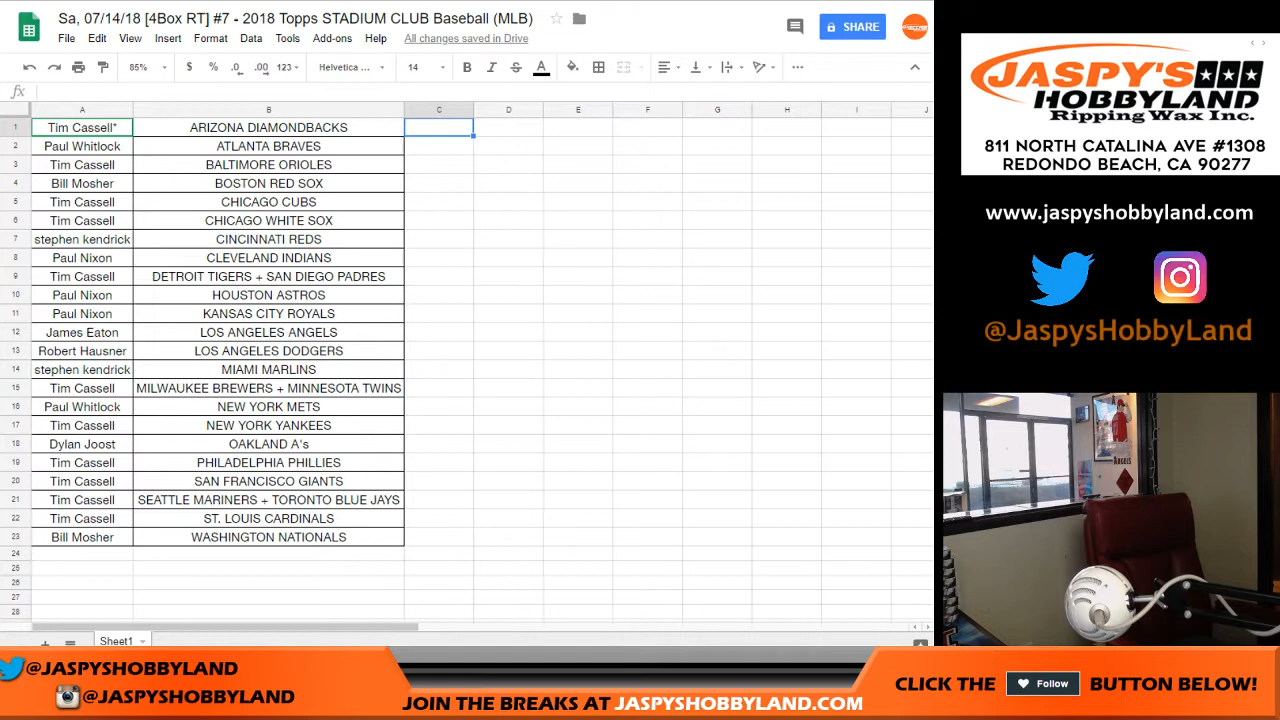 Sa, 07/14/18 [4Box RT] #7 - 2018 Topps STADIUM CLUB Baseball (MLB)
File Edit View Insert Format Data Tools Add-ons Help All changes saved in Drive
SHARE
85% $ % .0 .00 123 Helvetica ... 14 B I S A
fx
A B C D E F G H I J
1 Tim Cassell* ARIZONA DIAMONDBACKS
2 Paul Whitlock ATLANTA BRAVES
3 Tim Cassell BALTIMORE ORIOLES
4 Bill Mosher BOSTON RED SOX
5 Tim Cassell CHICAGO CUBS
6 Tim Cassell CHICAGO WHITE SOX
7 stephen kendrick CINCINNATI REDS
8 Paul Nixon CLEVELAND INDIANS
9 Tim Cassell DETROIT TIGERS + SAN DIEGO PADRES
10 Paul Nixon HOUSTON ASTROS
11 Paul Nixon KANSAS CITY ROYALS
12 James Eaton LOS ANGELES ANGELS
13 Robert Hausner LOS ANGELES DODGERS
14 stephen kendrick MIAMI MARLINS
15 Tim Cassell MILWAUKEE BREWERS + MINNESOTA TWINS
16 Paul Whitlock NEW YORK METS
17 Tim Cassell NEW YORK YANKEES
18 Dylan Joost OAKLAND A's
19 Tim Cassell PHILADELPHIA PHILLIES
20 Tim Cassell SAN FRANCISCO GIANTS
21 Tim Cassell SEATTLE MARINERS + TORONTO BLUE JAYS
22 Tim Cassell ST. LOUIS CARDINALS
23 Bill Mosher WASHINGTON NATIONALS
24
25
26
27
28
Sheet1
JASPY'S
HOBBYLAND
Ripping Wax Inc.
811 NORTH CATALINA AVE #1308
REDONDO BEACH, CA 90277
www.jaspyshobbyland.com
@JaspysHobbyLand
ANGELS
@JASPYSHOBBYLAND
@JASPYSHOBBYLAND
JOIN THE BREAKS AT JASPYSHOBBYLAND.COM
CLICK THE Follow BUTTON BELOW!